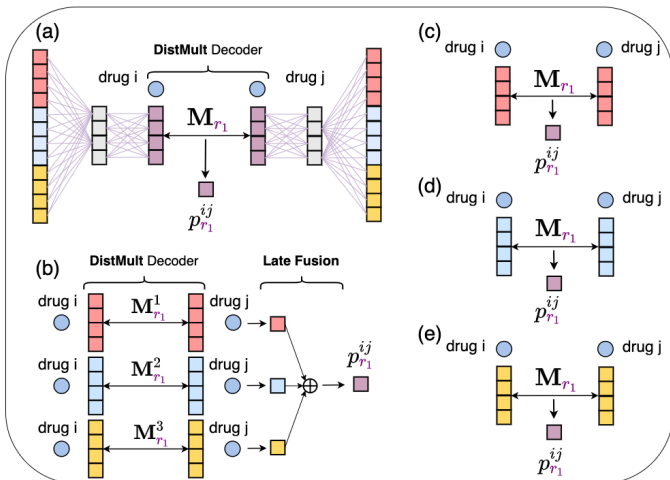 (a)
DistMult Decoder
drug i
drug j
M_{r_1}
p_{r_1}^{ij}
(b)
DistMult Decoder
Late Fusion
drug i
M_{r_1}^1
drug j
drug i
M_{r_1}^2
drug j
p_{r_1}^{ij}
drug i
M_{r_1}^3
drug j
(c)
drug i
drug j
M_{r_1}
p_{r_1}^{ij}
(d)
drug i
drug j
M_{r_1}
p_{r_1}^{ij}
(e)
drug i
drug j
M_{r_1}
p_{r_1}^{ij}